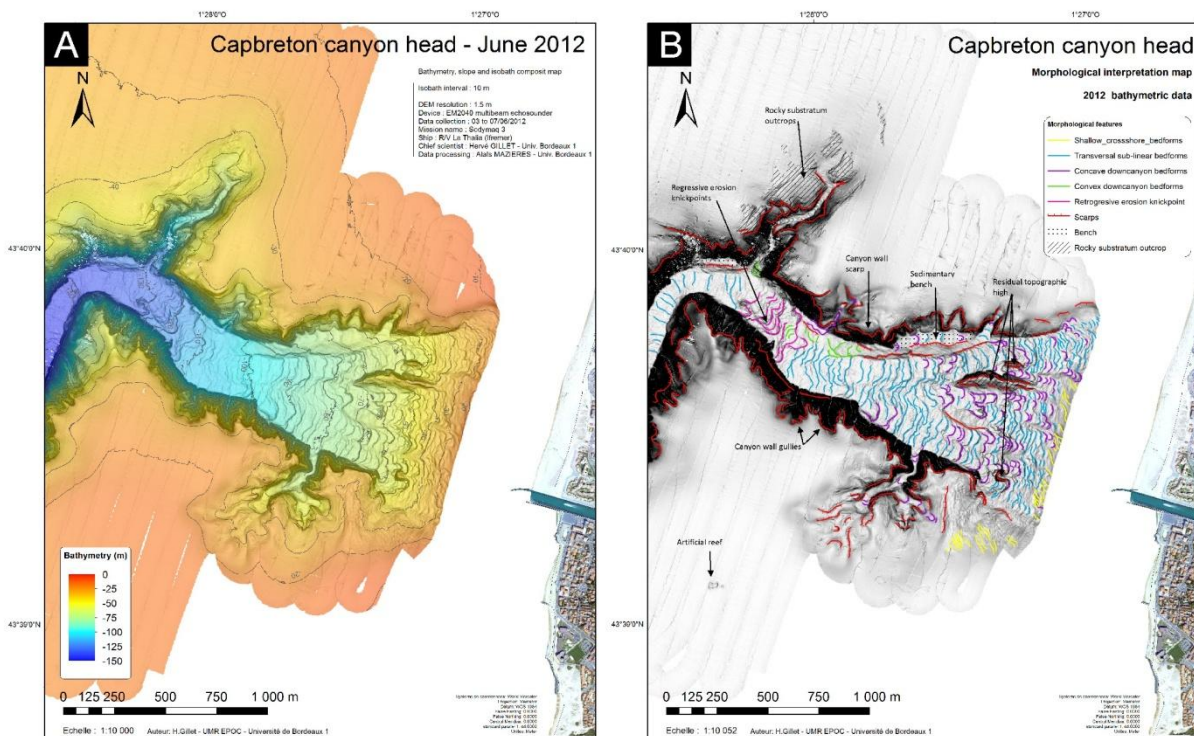 1°28'0"
1°27'0"
A
Capbreton canyon head - June 2012
N
Bathymetry, slope and isobath composit map
Isobath interval : 10 m
DEM resolution : 1.5 m
Device : EM2040 multibeam echosounder
Data collection : 03 to 07/06/2012
Ship : R/V La Thalia (Ifremer)
Chief scientist : Hervé GILLET - Univ. Bordeaux 1
Data processing : Alaïs MAZIERES - Univ. Bordeaux 1
43°40'0"N
43°39'0"N
Bathymetry (m)
0
-25
-50
-75
-100
-125
-150
0 125 250 500 750 1 000 m
Echelle : 1:10 000 Auteur: H.Gillet - UMR EPOC - Université de Bordeaux 1
1°28'0"
1°27'0"
B
Capbreton canyon head
N
Morphological interpretation map
2012 bathymetric data
Morphological features
Shallow_crosshore_bedforms
Transversal sub-linear bedforms
Concave downcanyon bedforms
Convex downcanyon bedforms
Retrogresive erosion knickpoint
Scarps
Bench
Rocky substratum outcrop
Rocky substratum
outcrops
Regressive erosion
knickpoints
Canyon wall
scarp
Sedimentary
bench
Residual topographic
high
Canyon wall gullies
Artificial reef
43°40'0"N
43°39'0"N
0 125 250 500 750 1 000 m
Echelle : 1:10 052 Auteur: H.Gillet - UMR EPOC - Université de Bordeaux 1